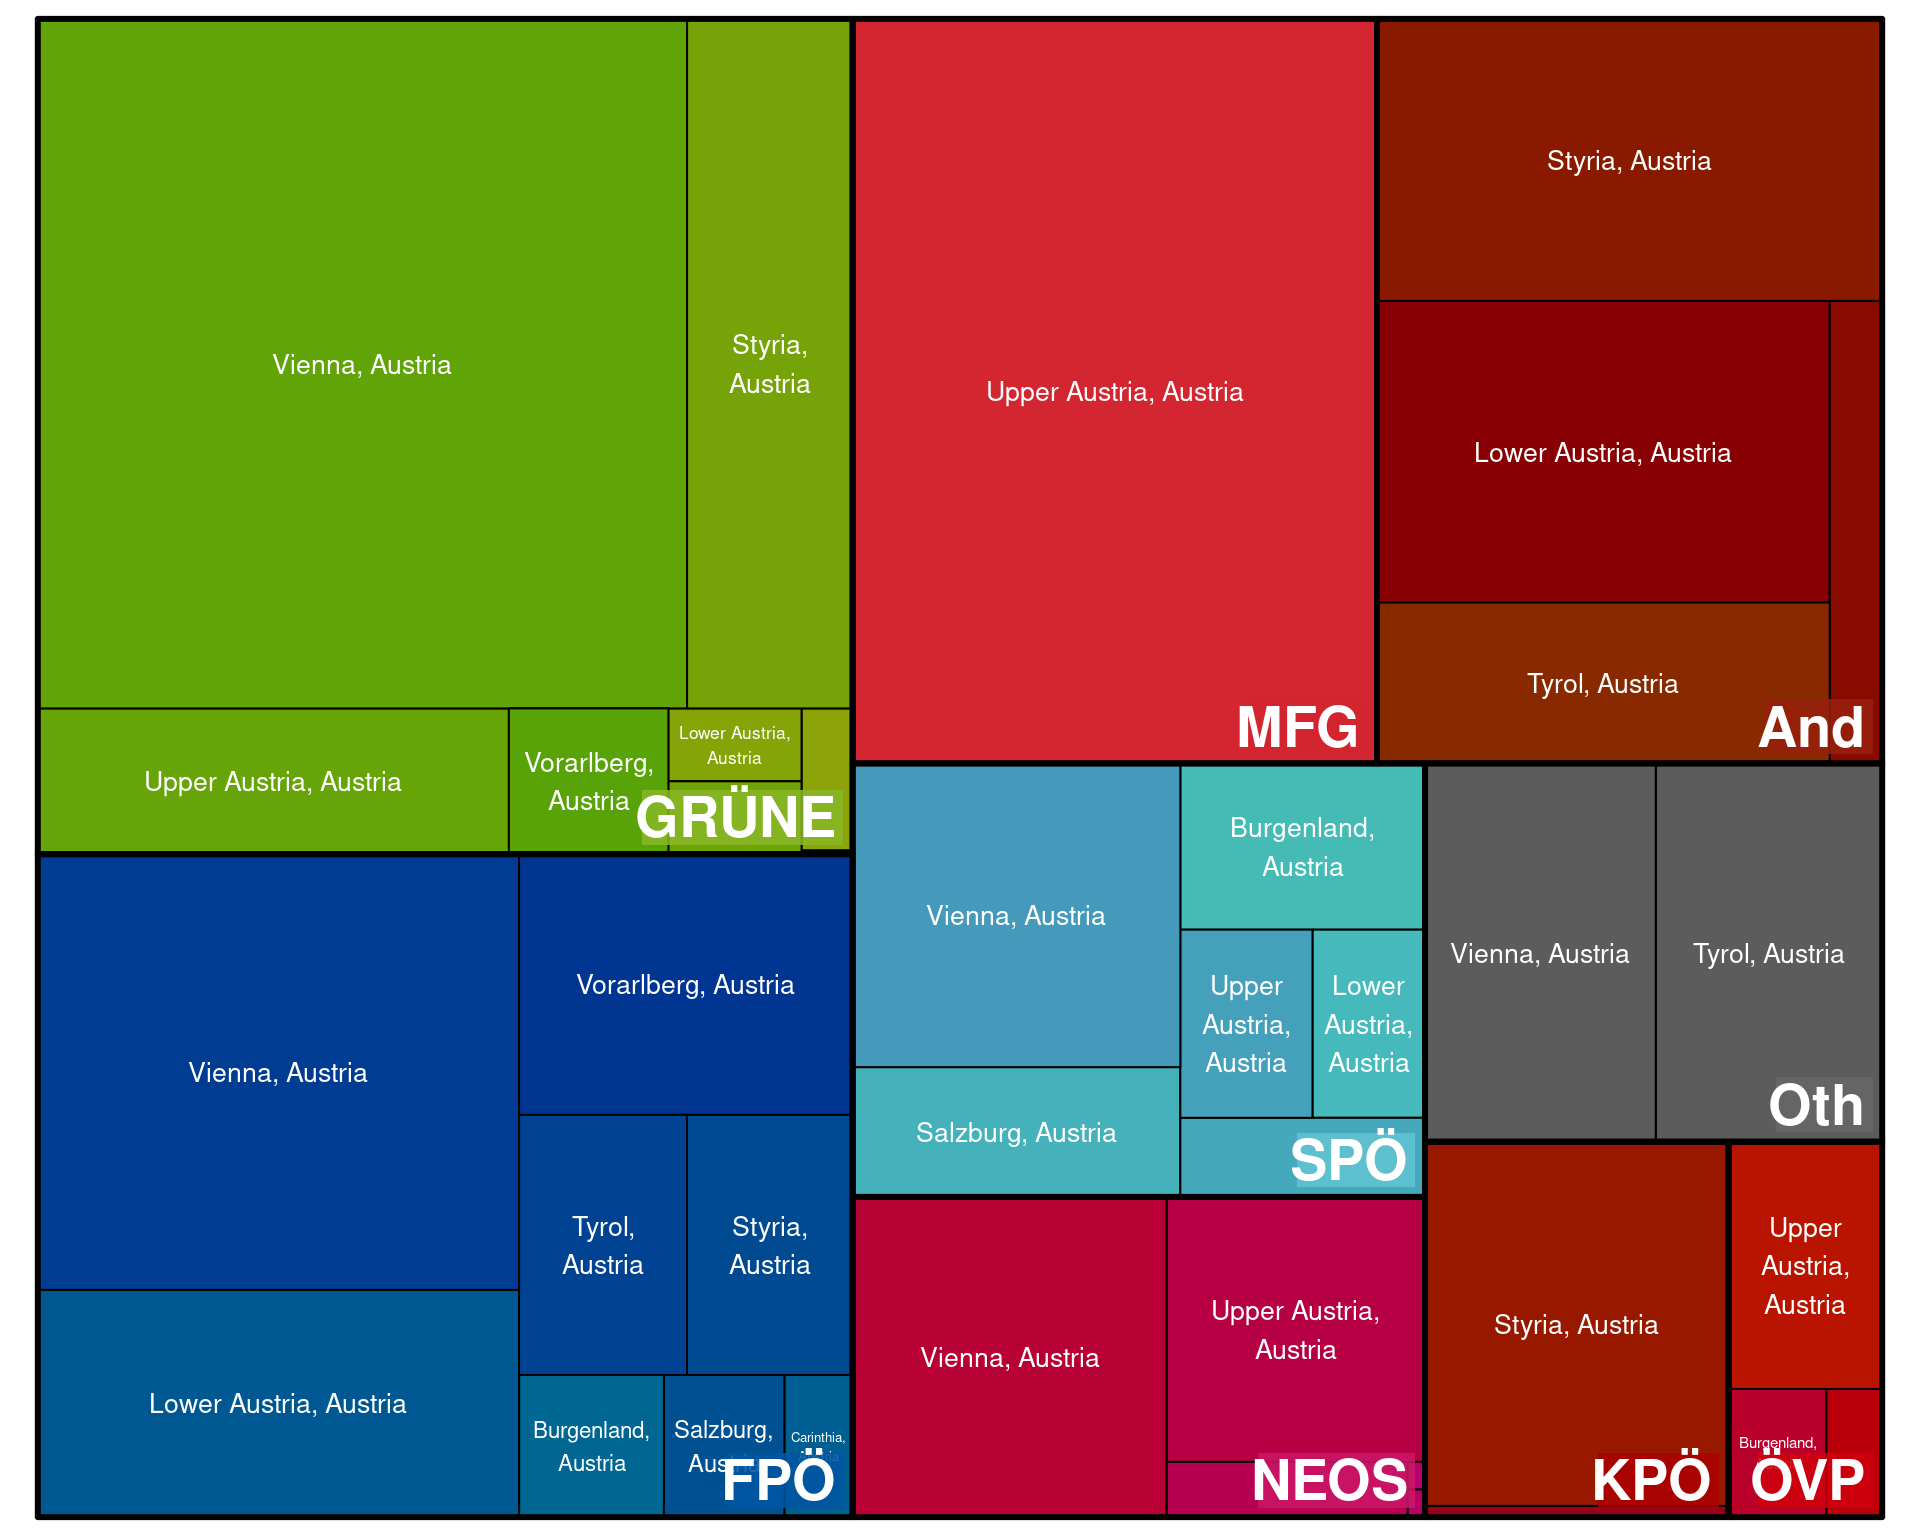 Vienna, Austria
Styria,
Austria
Upper Austria, Austria
Vorarlberg,
Austria
Lower Austria,
Austria
GRÜNE
Vienna, Austria
Vorarlberg, Austria
Tyrol,
Austria
Styria,
Austria
Lower Austria, Austria
Burgenland,
Austria
Salzburg,
Austria
Carinthia,
Austria
FPÖ
Upper Austria, Austria
MFG
Styria, Austria
Lower Austria, Austria
Tyrol, Austria
And
Vienna, Austria
Burgenland,
Austria
Upper
Austria,
Austria
Lower
Austria,
Austria
Salzburg, Austria
SPÖ
Vienna, Austria
Tyrol, Austria
Oth
Vienna, Austria
Upper Austria,
Austria
NEOS
Styria, Austria
KPÖ
Upper
Austria,
Austria
Burgenland,
ÖVP